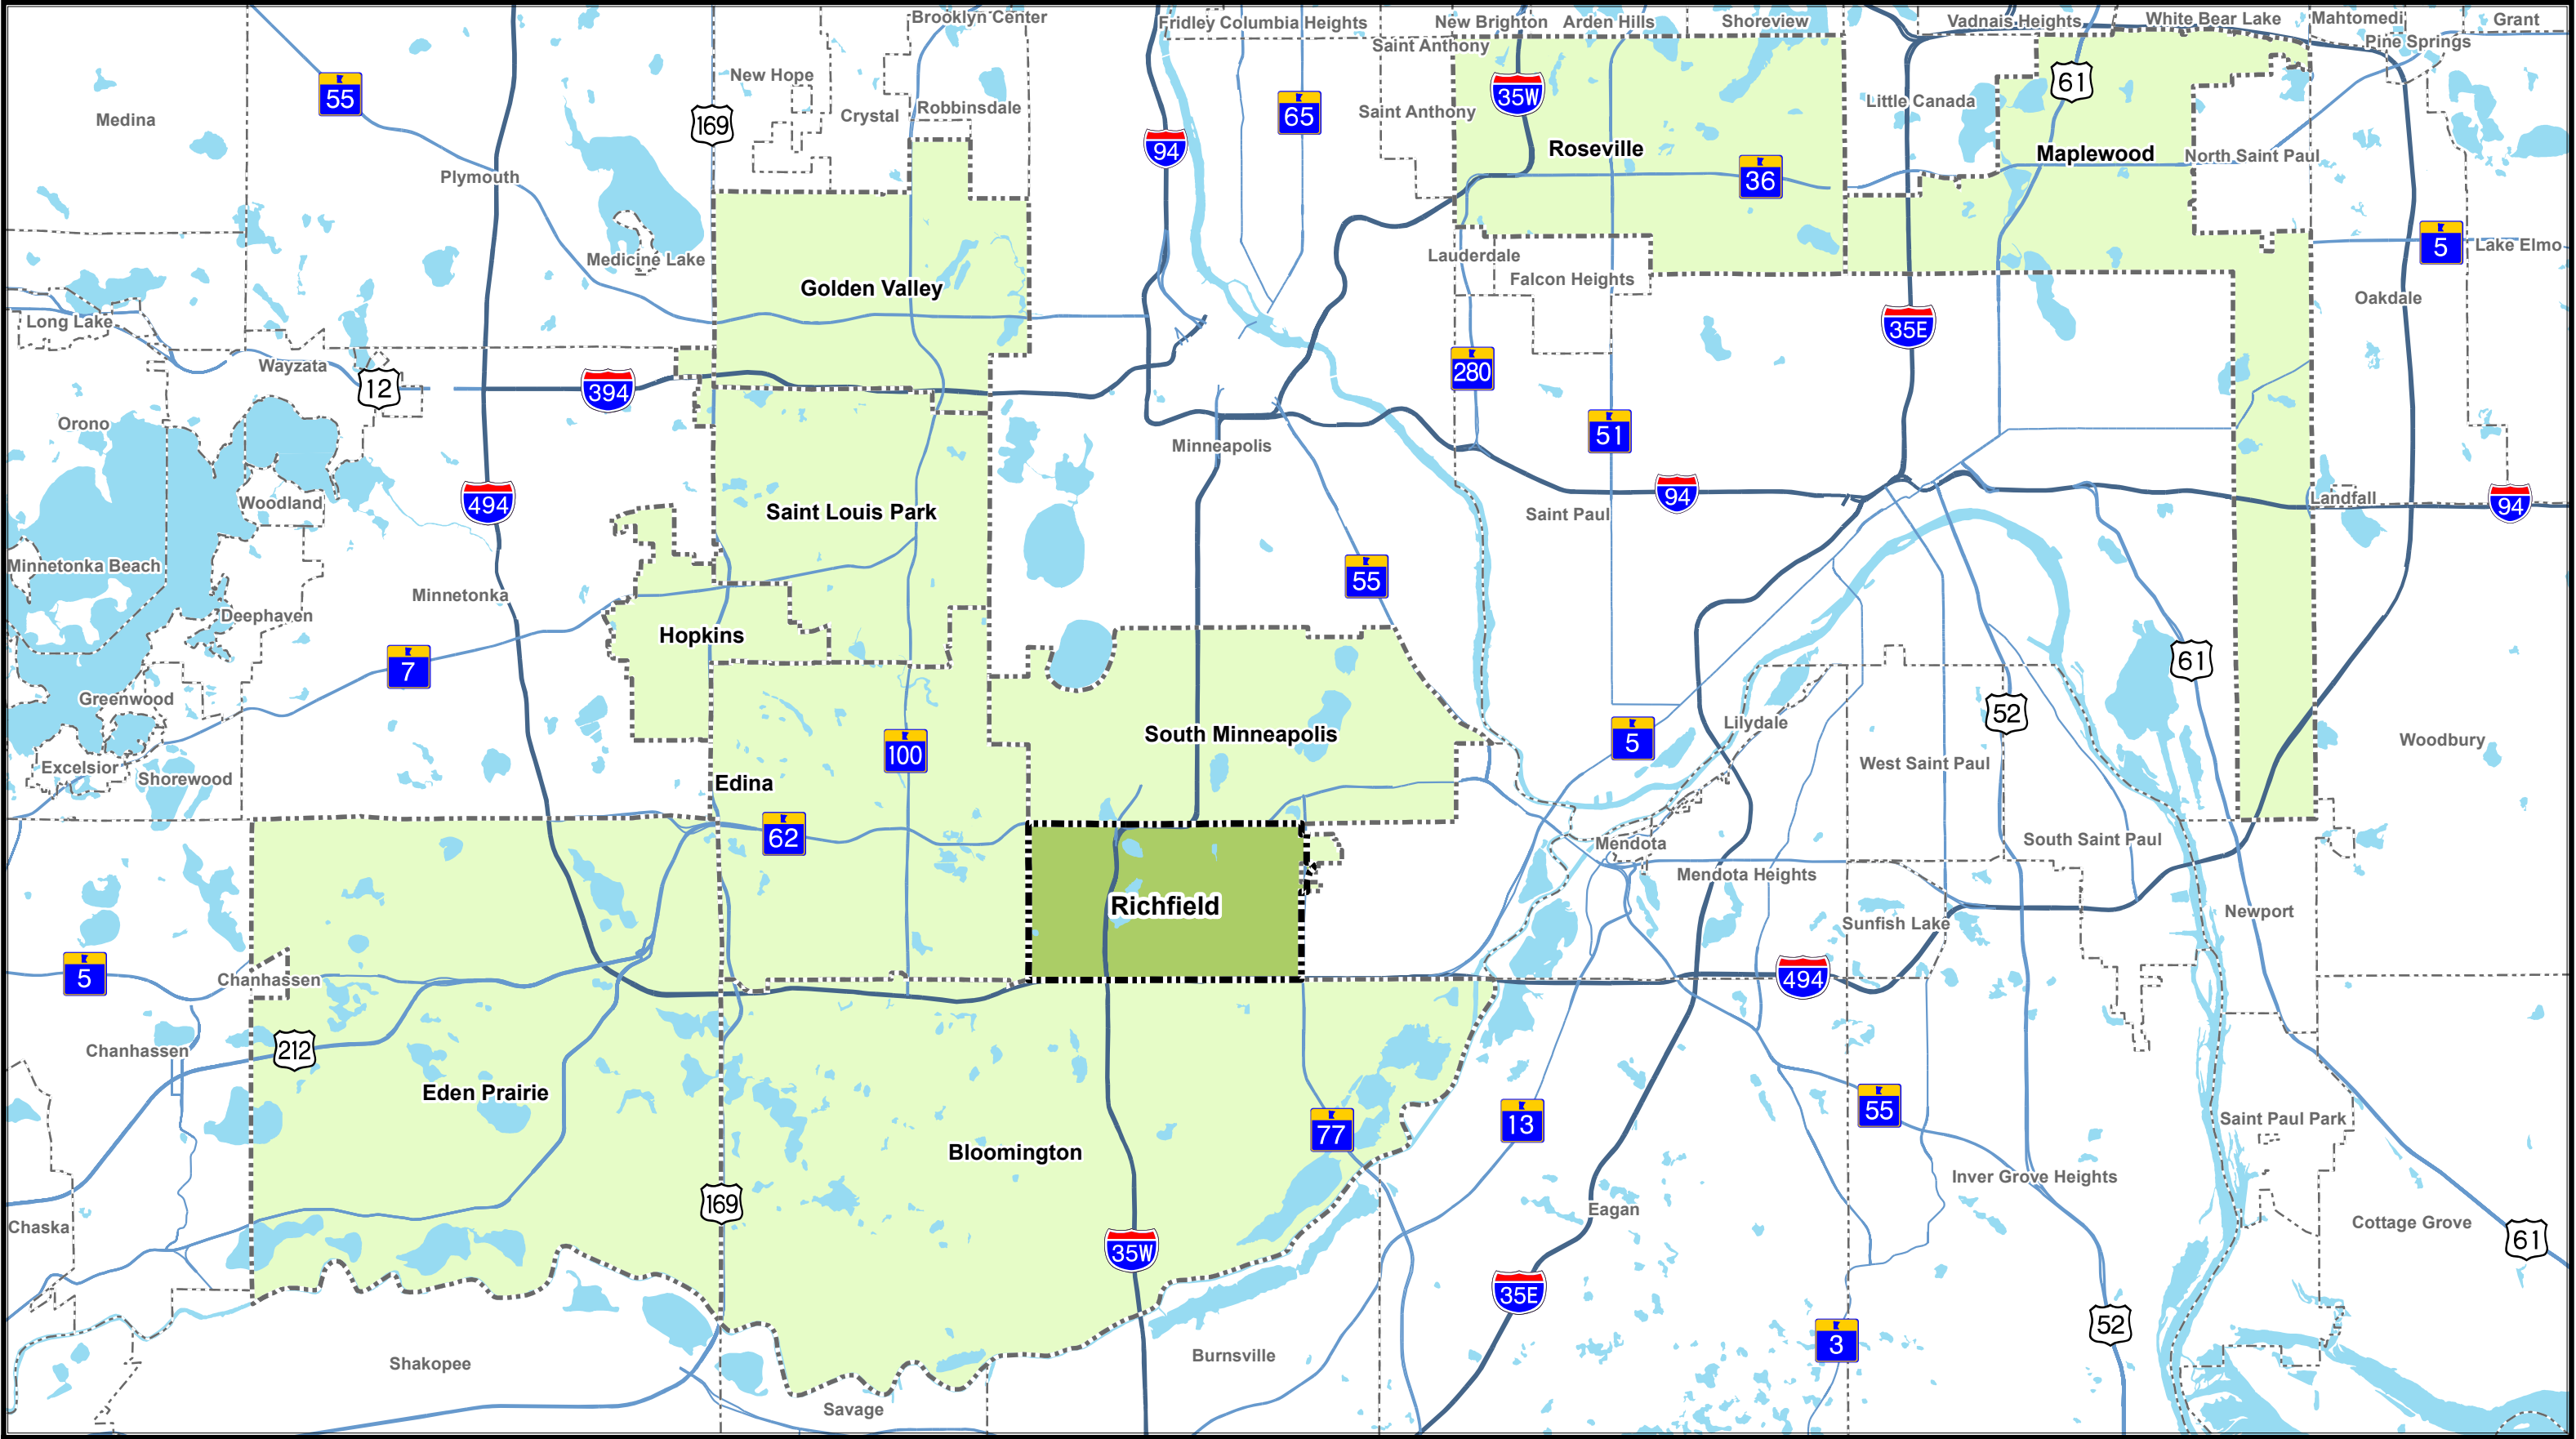 Brooklyn Center
Fridley Columbia Heights
New Brighton
Arden Hills
Shoreview
Vadnais Heights
White Bear Lake
Mahtomedi
Grant
Saint Anthony
Pine Springs
New Hope
61
55
35W
Little Canada
Medina
169
Crystal
Robbinsdale
65
Saint Anthony
94
Roseville
Maplewood
North Saint Paul
Plymouth
36
5
Lake Elmo
Medicine Lake
Lauderdale
Falcon Heights
Golden Valley
Oakdale
Long Lake
35E
Wayzata
12
394
280
Orono
51
Minneapolis
Woodland
494
Saint Louis Park
Saint Paul
94
Landfall
94
Minnetonka Beach
55
Minnetonka
Deephaven
Hopkins
7
61
Greenwood
52
Lilydale
South Minneapolis
5
100
Woodbury
Excelsior
Shorewood
West Saint Paul
Edina
62
Mendota
South Saint Paul
Mendota Heights
Richfield
Newport
Sunfish Lake
5
Chanhassen
494
212
Chanhassen
Eden Prairie
55
77
13
Saint Paul Park
Bloomington
Inver Grove Heights
169
Eagan
Chaska
Cottage Grove
61
35W
35E
52
3
Shakopee
Burnsville
Savage